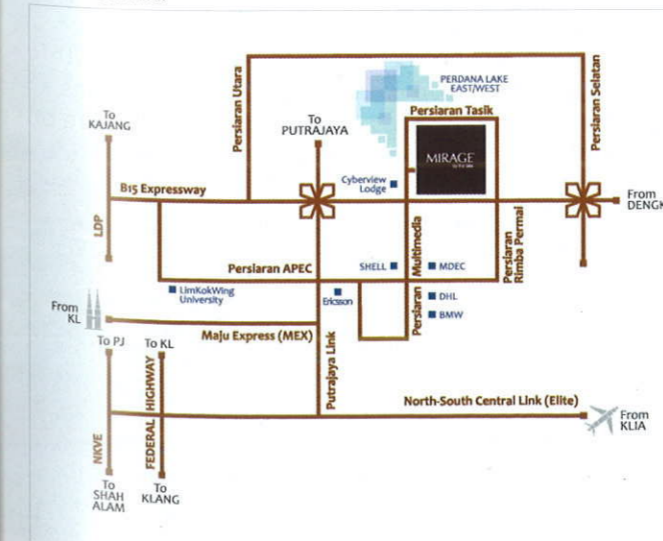 PERDANA LAKE
EAST/WEST
Persiaran Utara
Persiaran Selatan
To
KAJANG
To
PUTRAJAYA
Persiaran Tasik
MIRAGE
Cyberview
Lodge
B15 Expressway
From
DENGK
LDP
Persiaran APEC
SHELL
Persiaran Multimedia
MDEC
Persiaran
Rimba Permai
LimKokWing
University
Ericsson
DHL
BMW
From
KL
Maju Express (MEX)
Putrajaya Link
To PJ
To KL
NKVE
FEDERAL HIGHWAY
North-South Central Link (Elite)
From
KLIA
To
SHAH
ALAM
To
KLANG